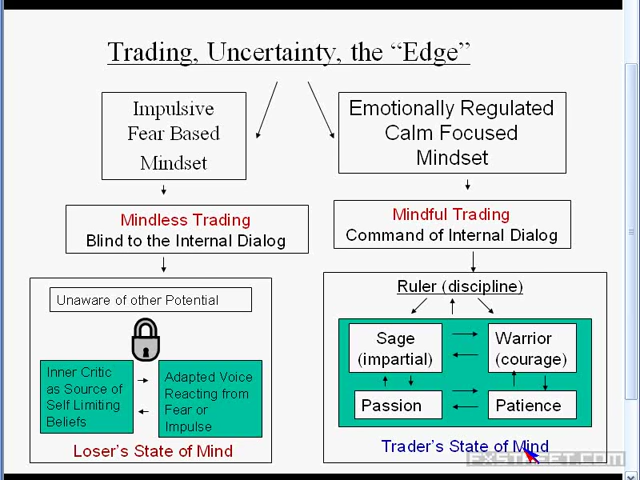 Trading, Uncertainty, the “Edge”
Impulsive
Fear Based
Mindset
Emotionally Regulated
Calm Focused
Mindset
Mindless Trading
Blind to the Internal Dialog
Mindful Trading
Command of Internal Dialog
Unaware of other Potential
Inner Critic
as Source of
Self Limiting
Beliefs
Adapted Voice
Reacting from
Fear or
Impulse
Loser’s State of Mind
Ruler (discipline)
Sage
(impartial)
Warrior
(courage)
Passion
Patience
Trader’s State of Mind
FXSTREET.COM